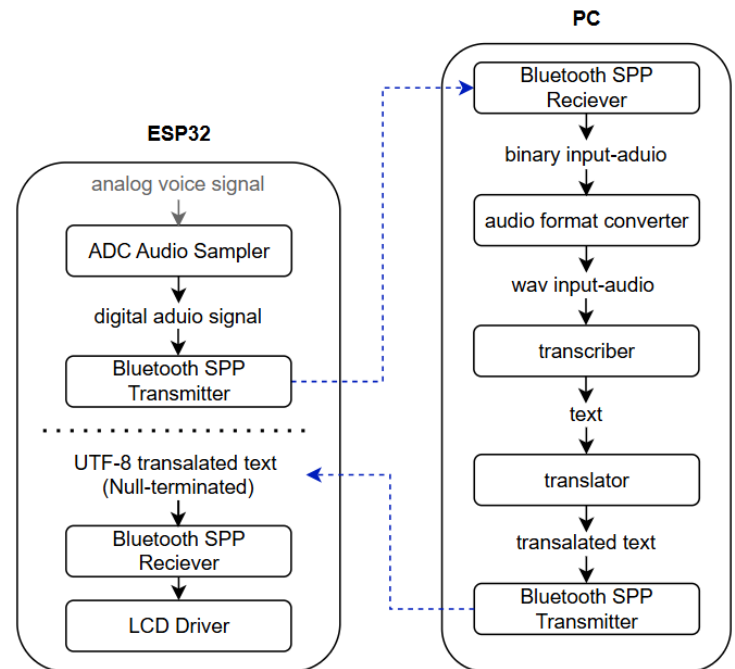 ESP32
analog voice signal
ADC Audio Sampler
digital aduio signal
Bluetooth SPP
Transmitter
UTF-8 transalated text
(Null-terminated)
Bluetooth SPP
Reciever
LCD Driver
PC
Bluetooth SPP
Reciever
binary input-aduio
audio format converter
wav input-audio
transcriber
text
translator
transalated text
Bluetooth SPP
Transmitter